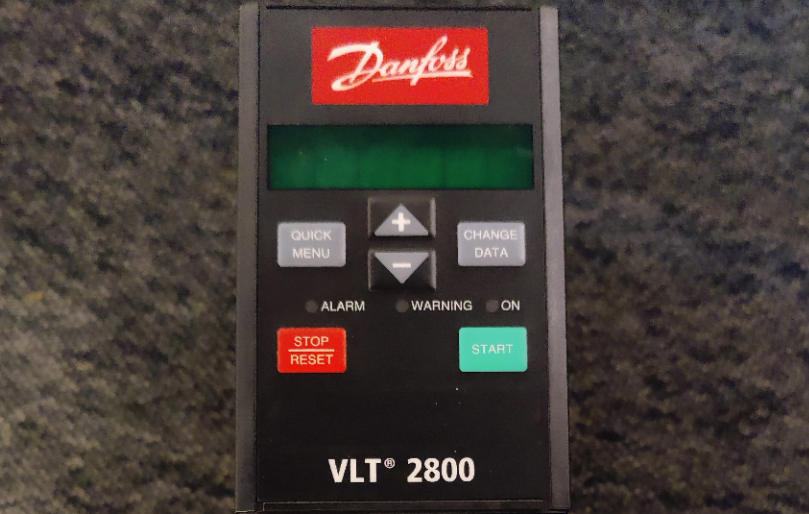 Danfoss
+
QUICK
MENU
CHANGE
DATA
−
ALARM
WARNING
ON
STOP
RESET
START
VLT® 2800